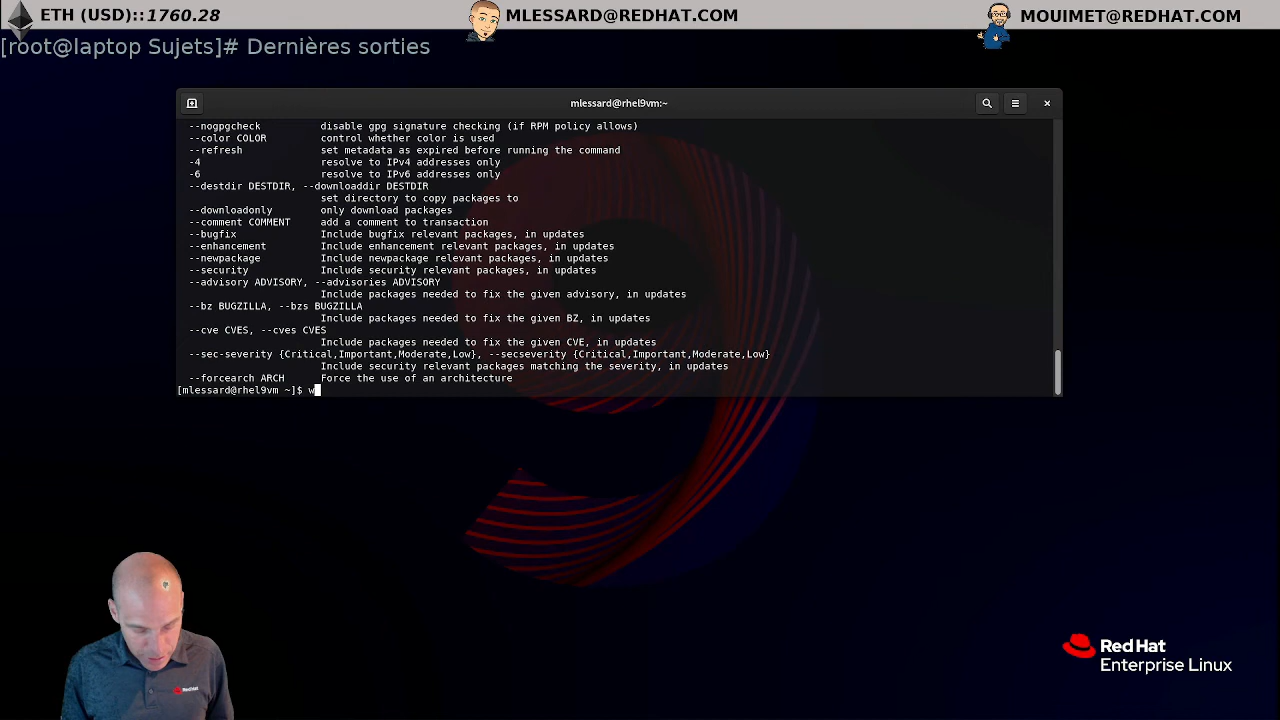 ETH (USD)::1760.28
MLESSARD@REDHAT.COM
MOUIMET@REDHAT.COM
[root@laptop Sujets]# Dernières sorties
mlessard@rhel9vm:~
--nogpgcheck disable gpg signature checking (if RPM policy allows)
--color COLOR control whether color is used
--refresh set metadata as expired before running the command
-4 resolve to IPv4 addresses only
-6 resolve to IPv6 addresses only
--destdir DESTDIR, --downloaddir DESTDIR
set directory to copy packages to
--downloadonly only download packages
--comment COMMENT add a comment to transaction
--bugfix Include bugfix relevant packages, in updates
--enhancement Include enhancement relevant packages, in updates
--newpackage Include newpackage relevant packages, in updates
--security Include security relevant packages, in updates
--advisory ADVISORY, --advisories ADVISORY
Include packages needed to fix the given advisory, in updates
--bz BUGZILLA, --bzs BUGZILLA
Include packages needed to fix the given BZ, in updates
--cve CVES, --cves CVES
Include packages needed to fix the given CVE, in updates
--sec-severity {Critical,Important,Moderate,Low}, --secseverity {Critical,Important,Moderate,Low}
Include security relevant packages matching the severity, in updates
--forcearch ARCH Force the use of an architecture
[mlessard@rhel9vm ~]$ w
Red Hat
Enterprise Linux
RedHat